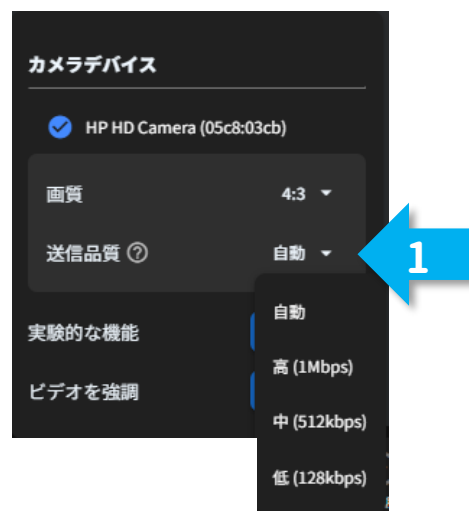 カメラデバイス
HP HD Camera (05c8:03cb)
画質 4:3
送信品質 ? 自動
1
自動
実験的な機能
高 (1Mbps)
ビデオを強調
中 (512kbps)
低 (128kbps)